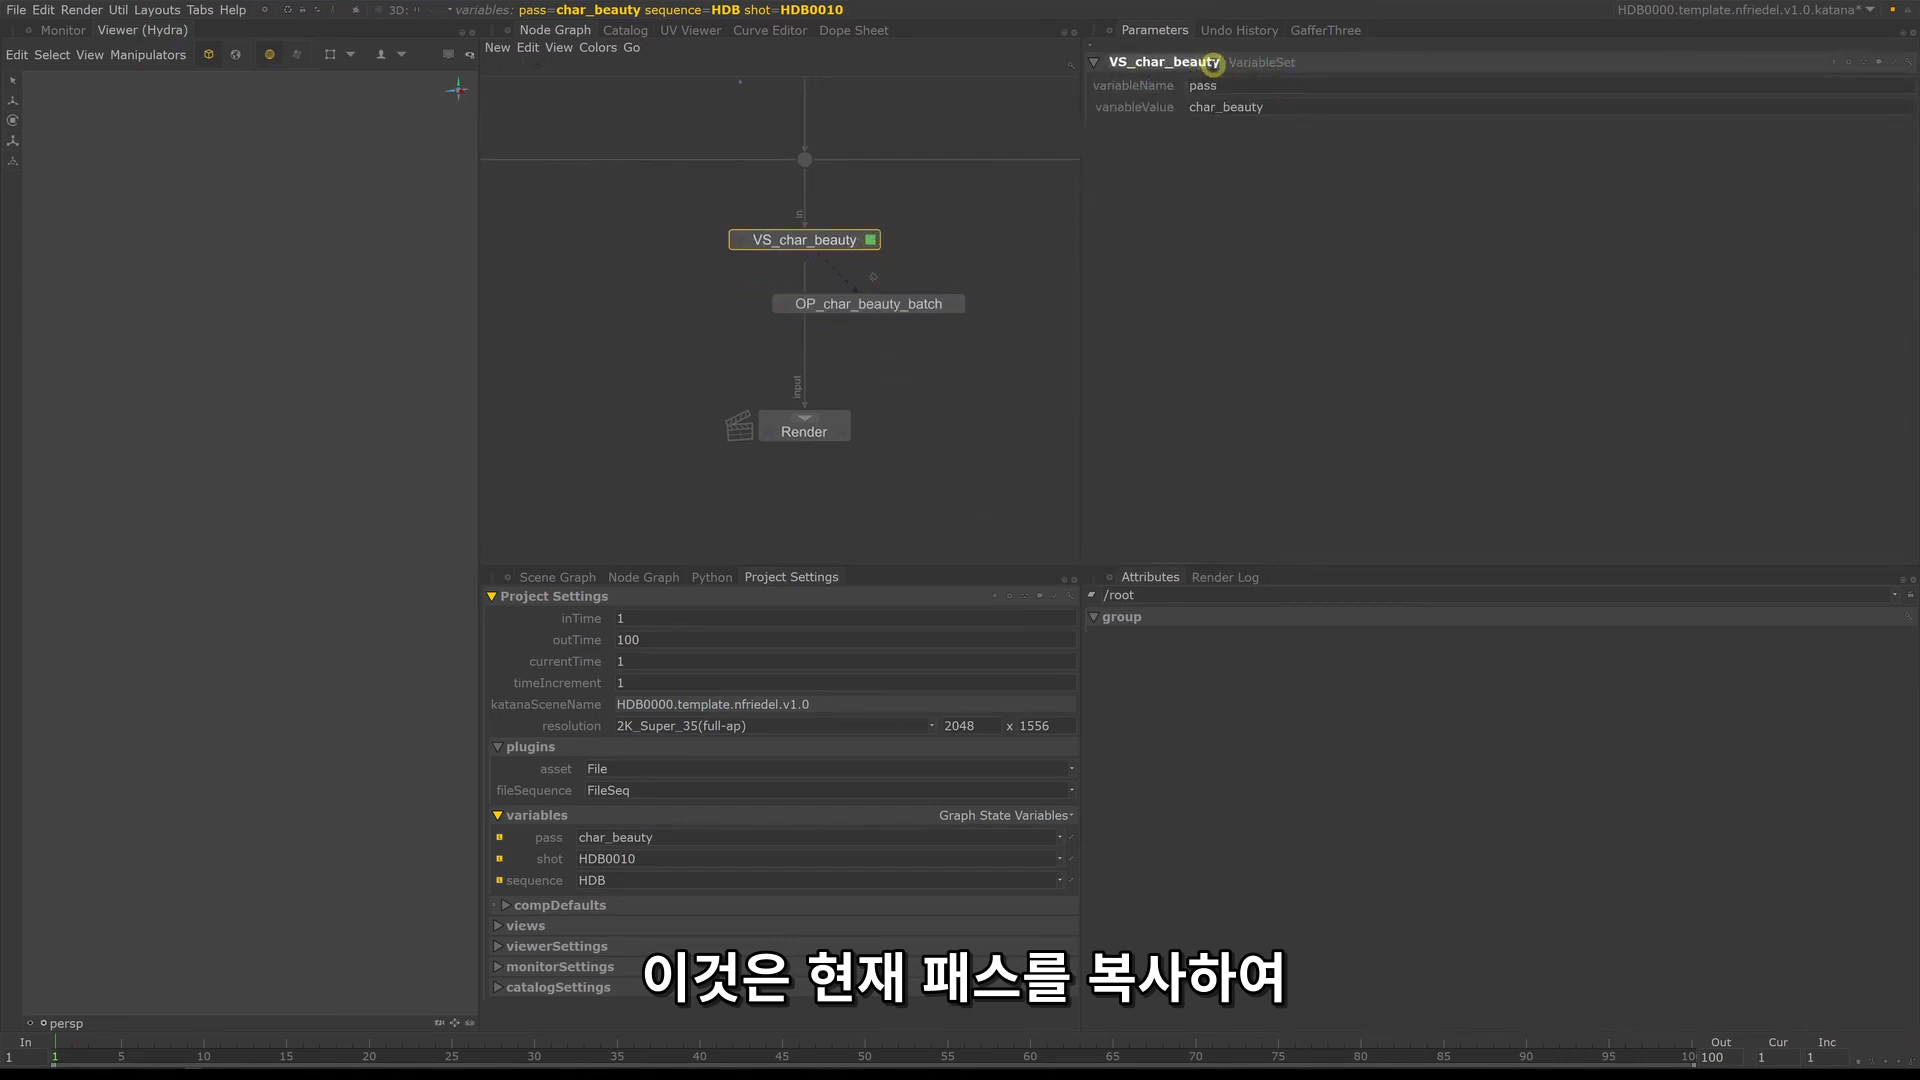 File Edit Render Util Layouts Tabs Help
3D:
variables: pass=char_beauty sequence=HDB shot=HDB0010
HDB0000.template.nfriedel.v1.0.katana*
Monitor Viewer (Hydra)
Edit Select View Manipulators
Node Graph Catalog UV Viewer Curve Editor Dope Sheet
New Edit View Colors Go
in
VS_char_beauty
OP_char_beauty_batch
input
Render
Parameters Undo History GafferThree
VS_char_beauty VariableSet
variableName pass
variableValue char_beauty
Scene Graph Node Graph Python Project Settings
Project Settings
inTime 1
outTime 100
currentTime 1
timeIncrement 1
katanaSceneName HDB0000.template.nfriedel.v1.0
resolution 2K_Super_35(full-ap) 2048 x 1556
plugins
asset File
fileSequence FileSeq
variables Graph State Variables
pass char_beauty
shot HDB0010
sequence HDB
compDefaults
views
viewerSettings
monitorSettings
catalogSettings
Attributes Render Log
/root
group
이것은 현재 패스를 복사하여
persp
In
1
1 5 10 15 20 25 30 35 40 45 50 55 60 65 70 75 80 85 90 95
Out Cur Inc
100 1 1